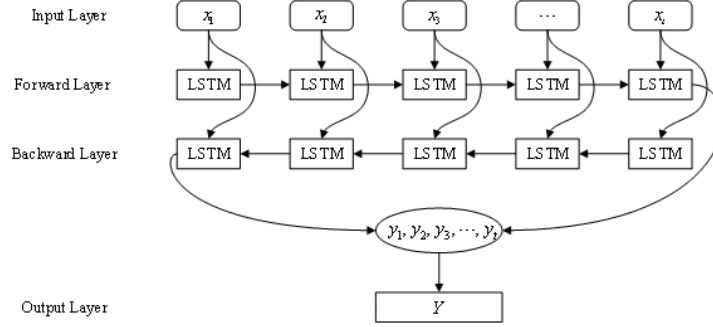 Input Layer x₁ x₂ x₃ ⋯ xₜ
Forward Layer LSTM LSTM LSTM LSTM LSTM
Backward Layer LSTM LSTM LSTM LSTM LSTM
y₁, y₂, y₃, ⋯, yₜ
Output Layer Y